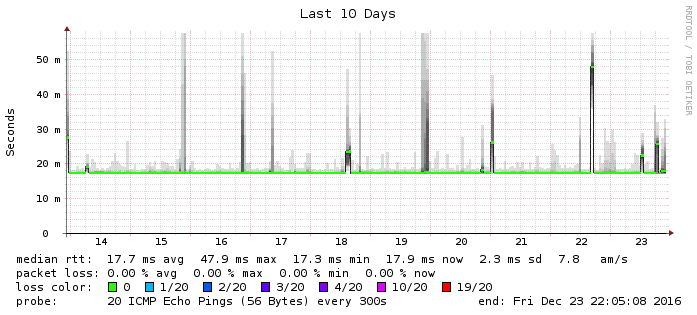 Last 10 Days
RRDTOOL / TOBI OETIKER
Seconds
50 m
40 m
30 m
20 m
10 m
0
14 15 16 17 18 19 20 21 22 23
median rtt: 17.7 ms avg 47.9 ms max 17.3 ms min 17.9 ms now 2.3 ms sd 7.8 am/s
packet loss: 0.00 % avg 0.00 % max 0.00 % min 0.00 % now
loss color: 0 1/20 2/20 3/20 4/20 10/20 19/20
probe: 20 ICMP Echo Pings (56 Bytes) every 300s end: Fri Dec 23 22:05:08 2016